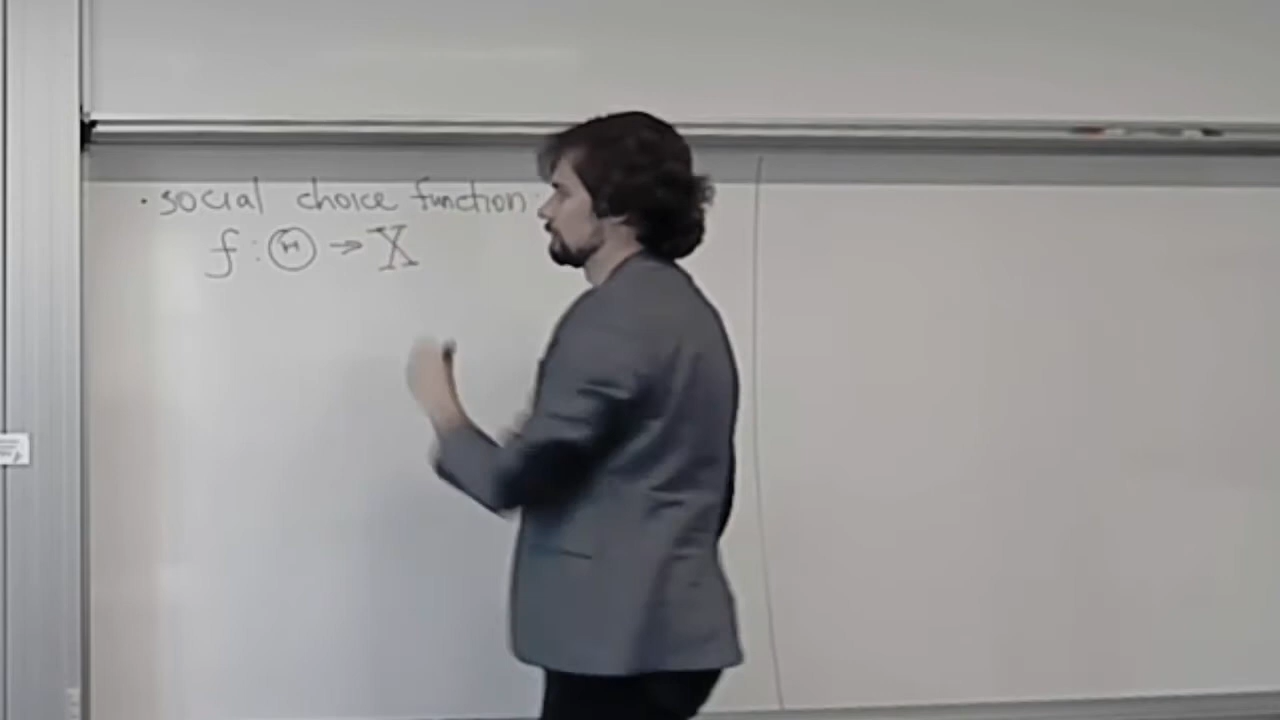 · social choice function
f : Θ → X